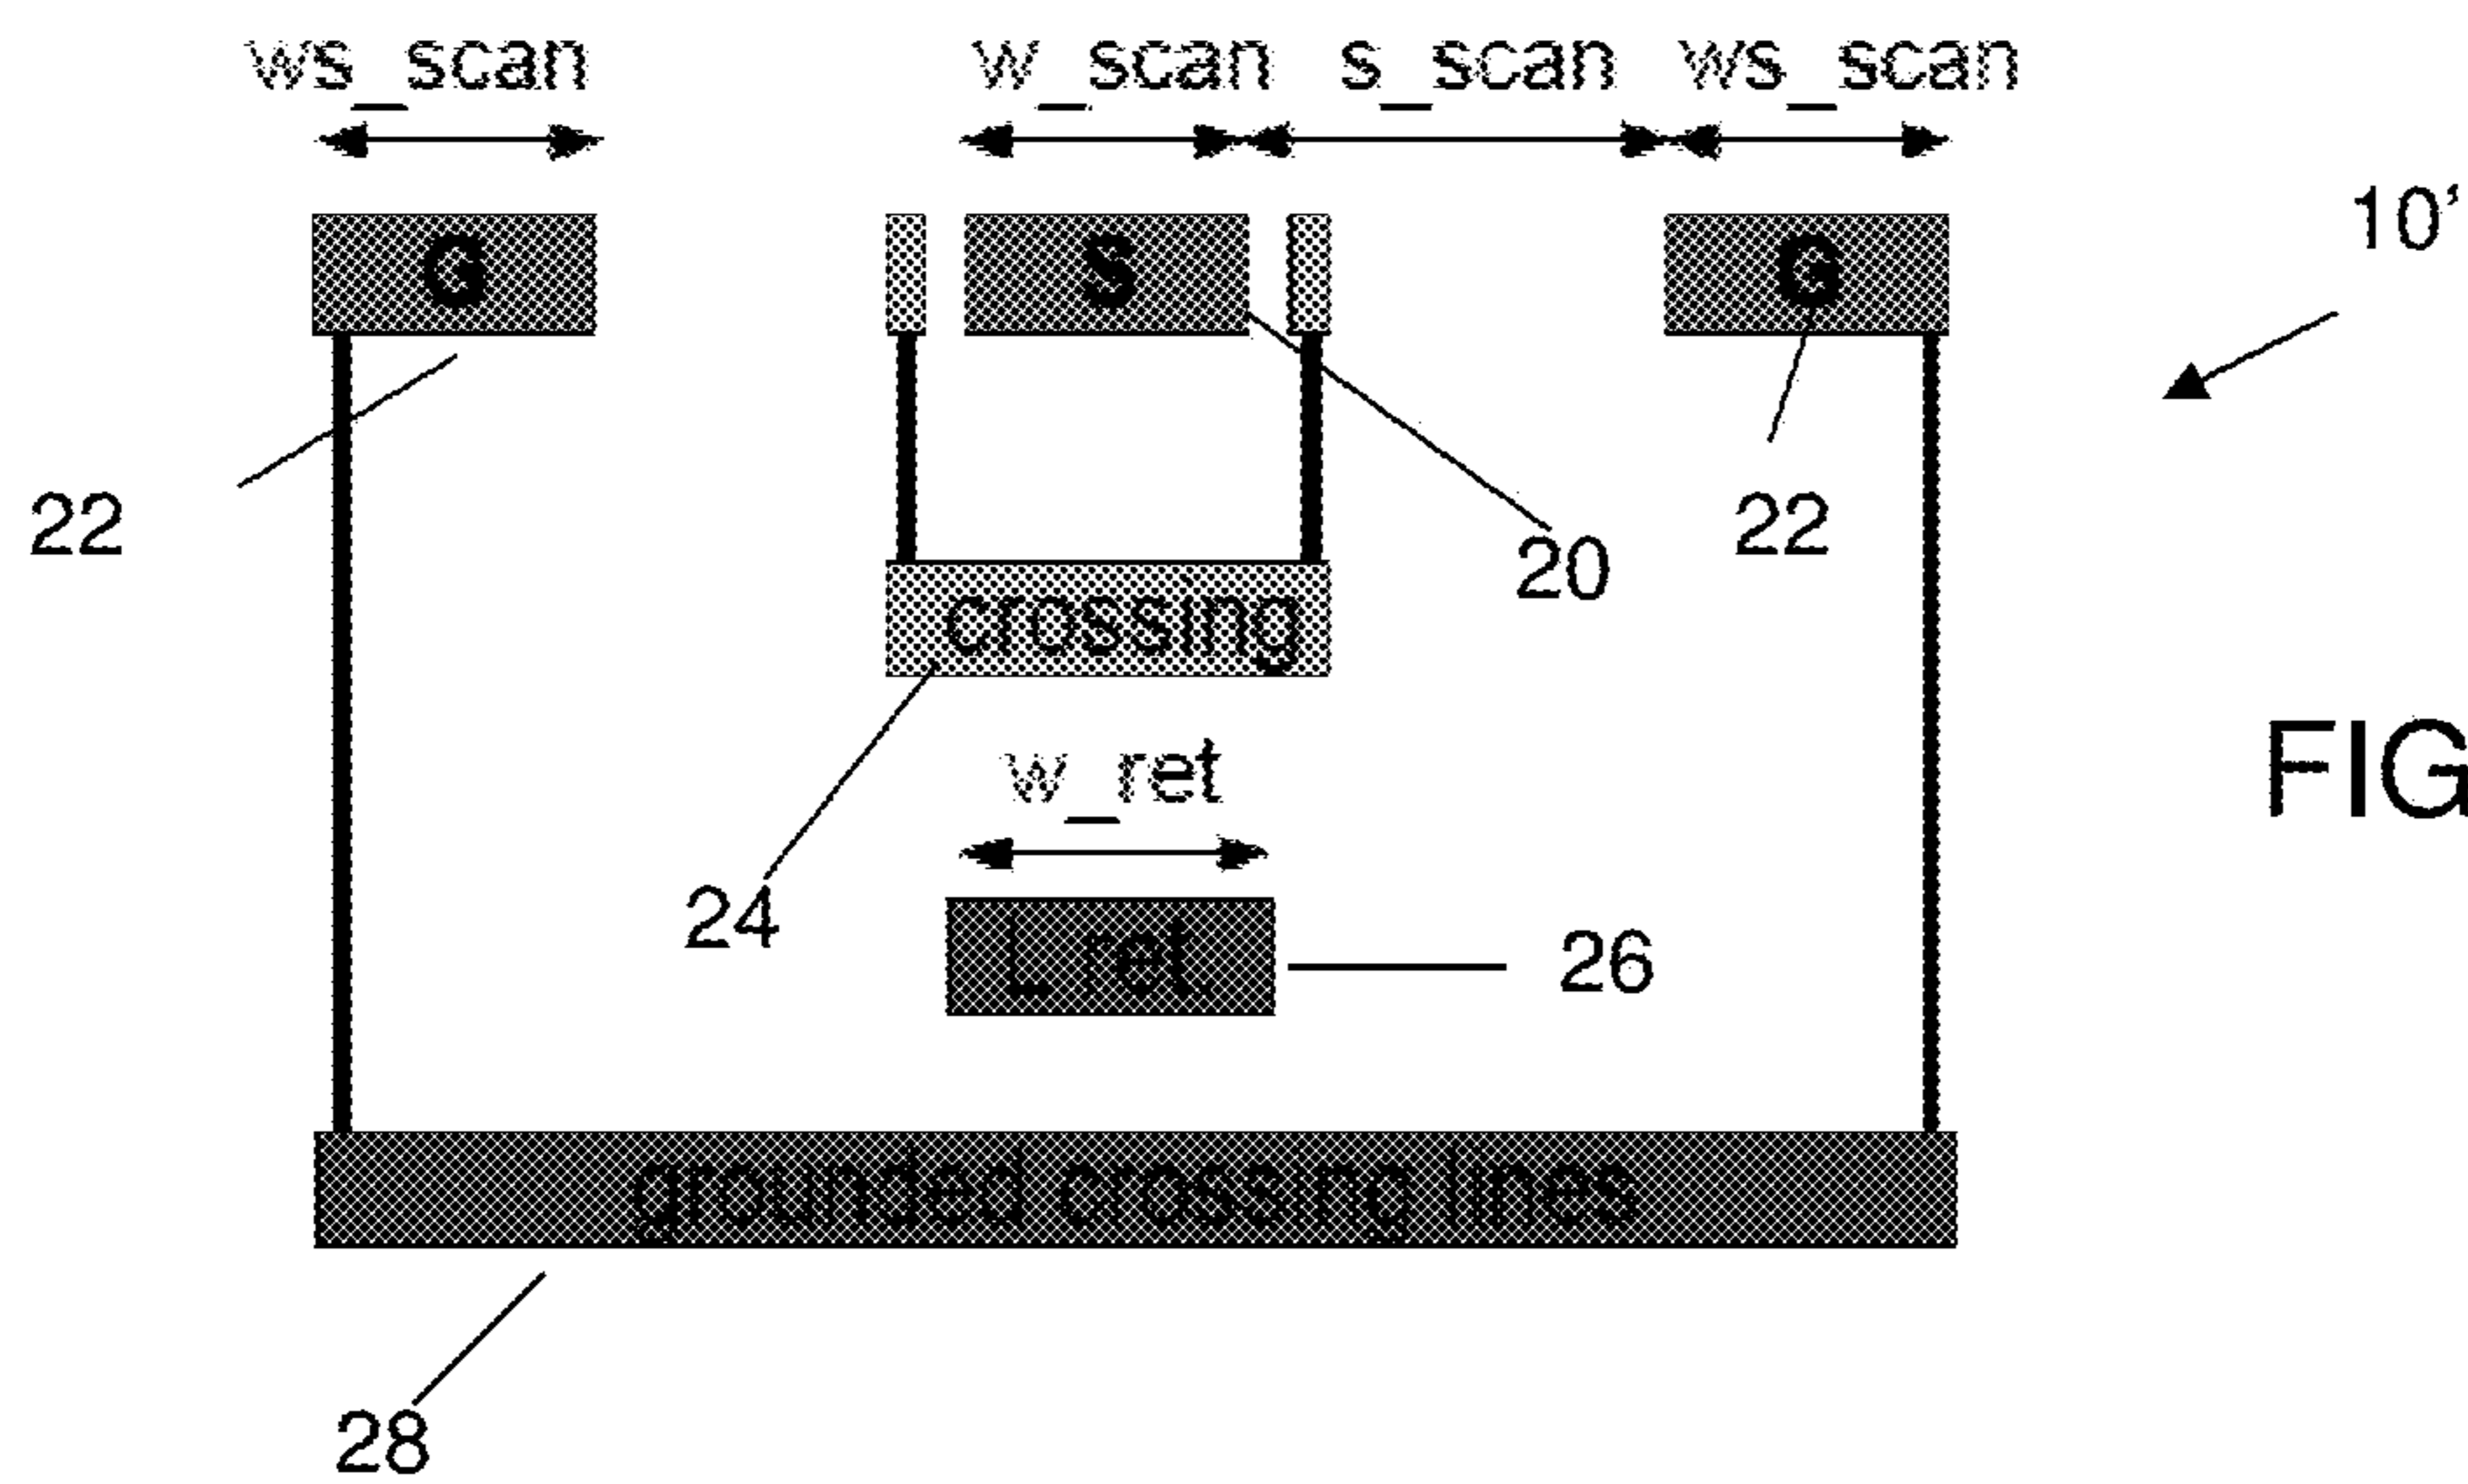 ws_scan w_scan s_scan ws_scan
10'
G S G
22 22
20
crossing
FIG
w_ret
24
L ret.
26
grounded crossing lines
28